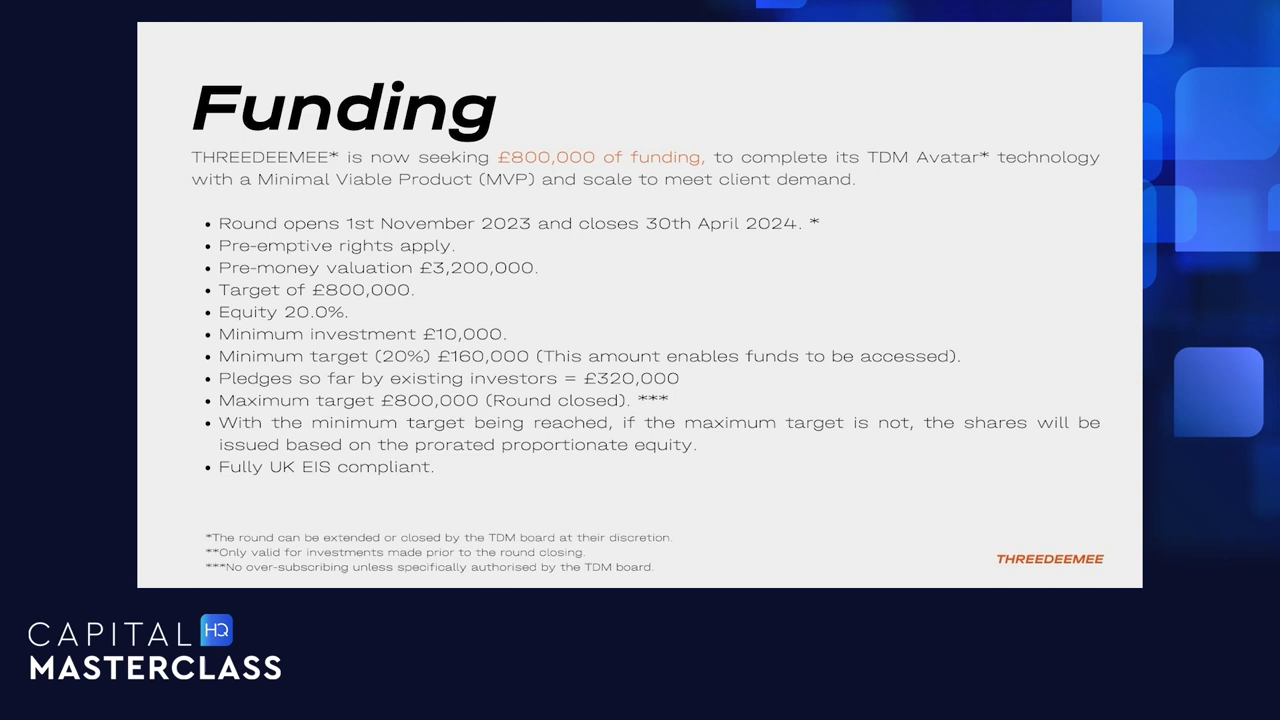 Funding
THREEDEEMEE* is now seeking £800,000 of funding, to complete its TDM Avatar* technology
with a Minimal Viable Product (MVP) and scale to meet client demand.
• Round opens 1st November 2023 and closes 30th April 2024. *
• Pre-emptive rights apply.
• Pre-money valuation £3,200,000.
• Target of £800,000.
• Equity 20.0%.
• Minimum investment £10,000.
• Minimum target (20%) £160,000 (This amount enables funds to be accessed).
• Pledges so far by existing investors = £320,000
• Maximum target £800,000 (Round closed). ***
• With the minimum target being reached, if the maximum target is not, the shares will be
issued based on the prorated proportionate equity.
• Fully UK EIS compliant.
*The round can be extended or closed by the TDM board at their discretion.
**Only valid for investments made prior to the round closing.
***No over-subscribing unless specifically authorised by the TDM board.
THREEDEEMEE
CAPITAL HQ
MASTERCLASS